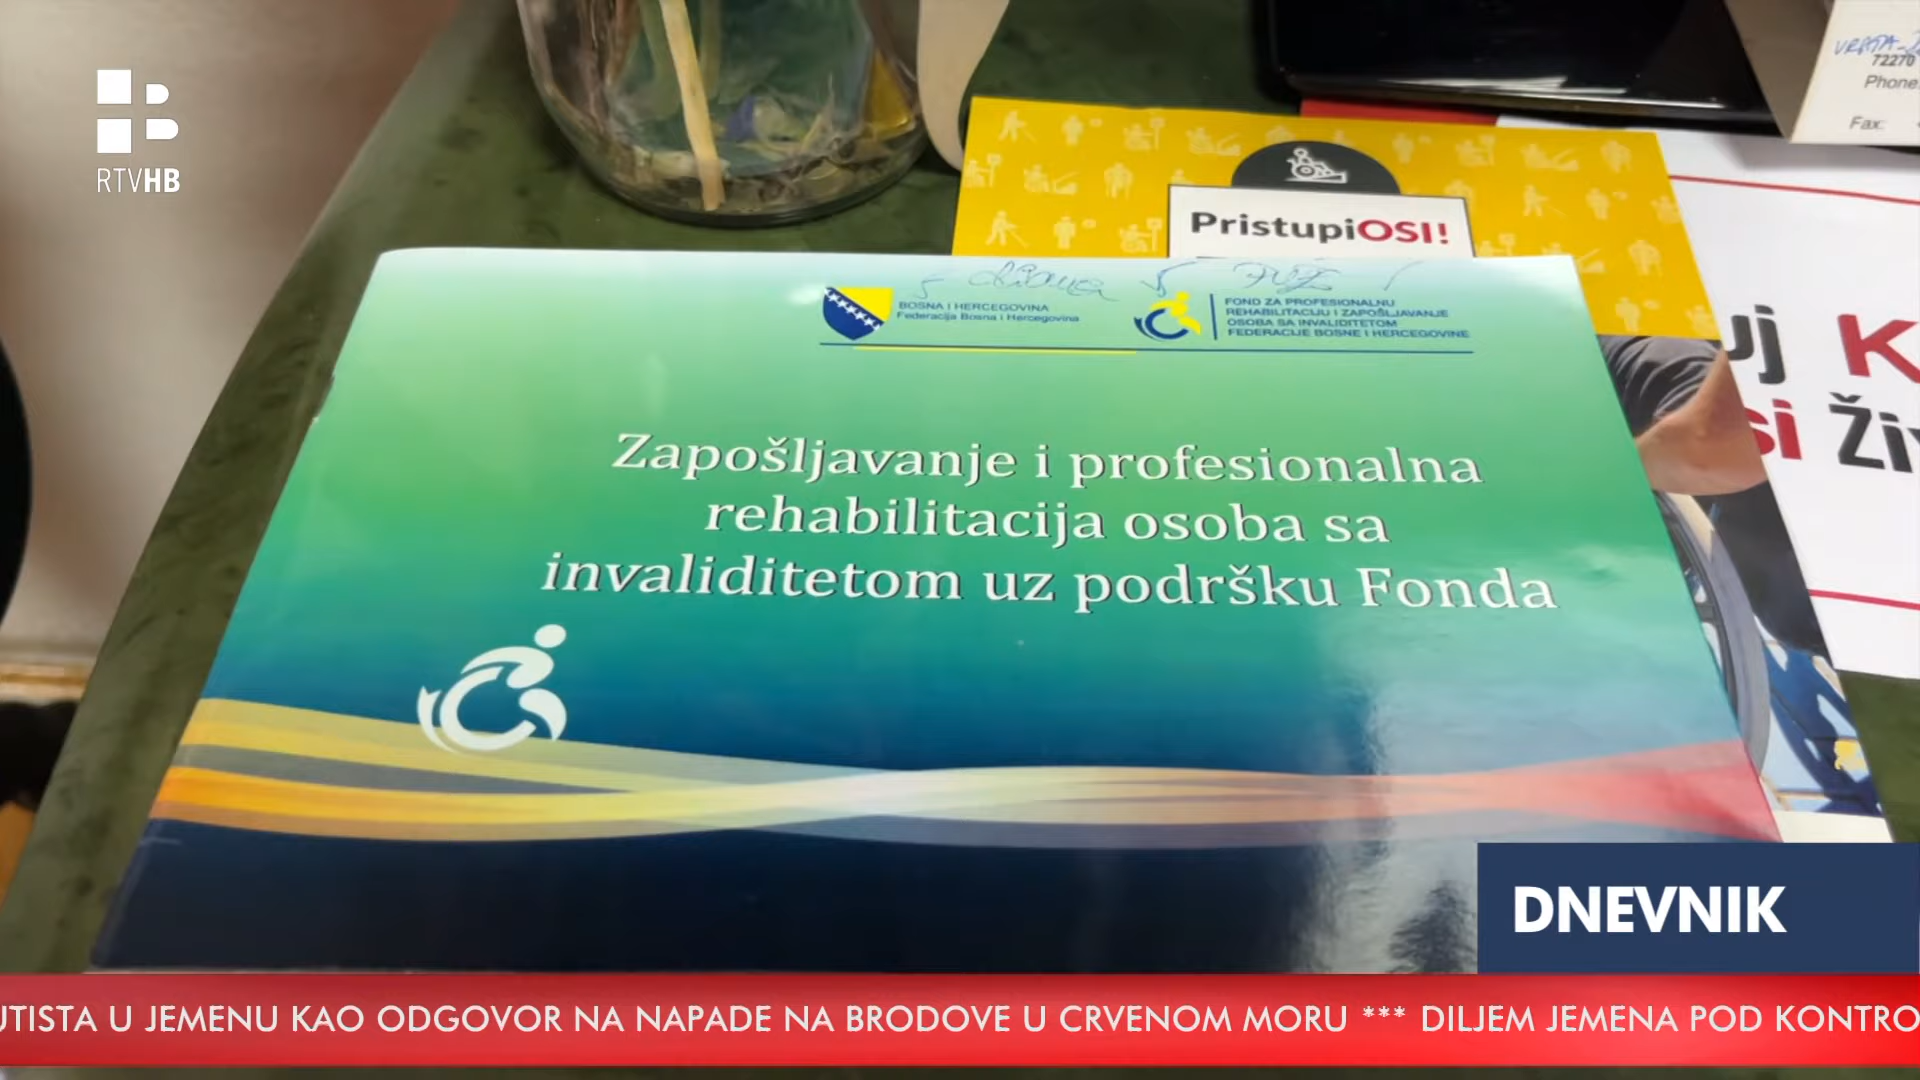 RTVHB
72270
Phone
Fax:
PristupiOSI!
BOSNA I HERCEGOVINA
Federacija Bosna i Hercegovina
FOND ZA PROFESIONALNU
REHABILITACIJU I ZAPOŠLJAVANJE
OSOBA SA INVALIDITETOM
FEDERACIJE BOSNE I HERCEGOVINE
Zapošljavanje i profesionalna
rehabilitacija osoba sa
invaliditetom uz podršku Fonda
DNEVNIK
UTISTA U JEMENU KAO ODGOVOR NA NAPADE NA BRODOVE U CRVENOM MORU *** DILJEM JEMENA POD KONTRO